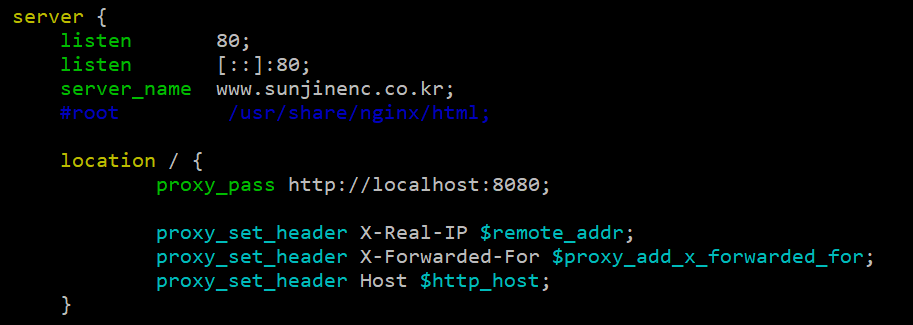 server {
    listen       80;
    listen       [::]:80;
    server_name  www.sunjinenc.co.kr;
    #root         /usr/share/nginx/html;

    location / {
            proxy_pass http://localhost:8080;

            proxy_set_header X-Real-IP $remote_addr;
            proxy_set_header X-Forwarded-For $proxy_add_x_forwarded_for;
            proxy_set_header Host $http_host;
    }